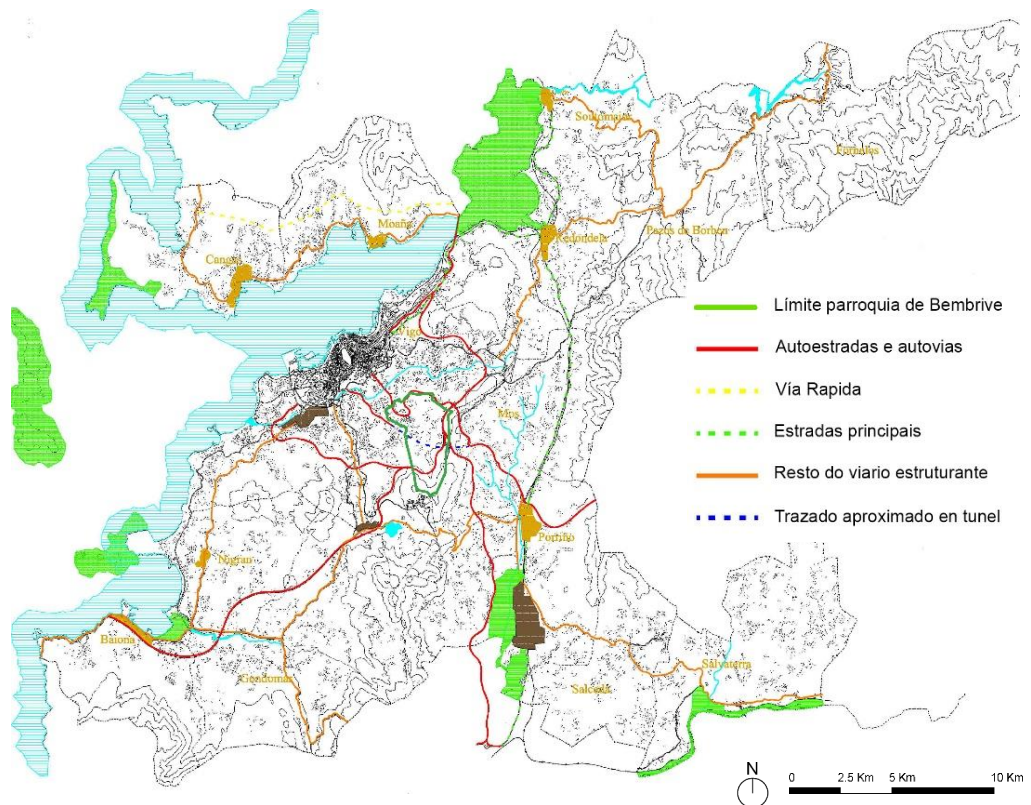 Soutomaior
Fornelos
Moaña
Cangas
Redondela
Pazos de Borben
Vigo
Límite parroquia de Bembrive
Autoestradas e autovias
Vía Rapida
Mos
Estradas principais
Resto do viario estruturante
Trazado aproximado en tunel
Porriño
Nigran
Baiona
Gondomar
Salvaterra
Salceda
N
0 2.5 Km 5 Km 10 Km